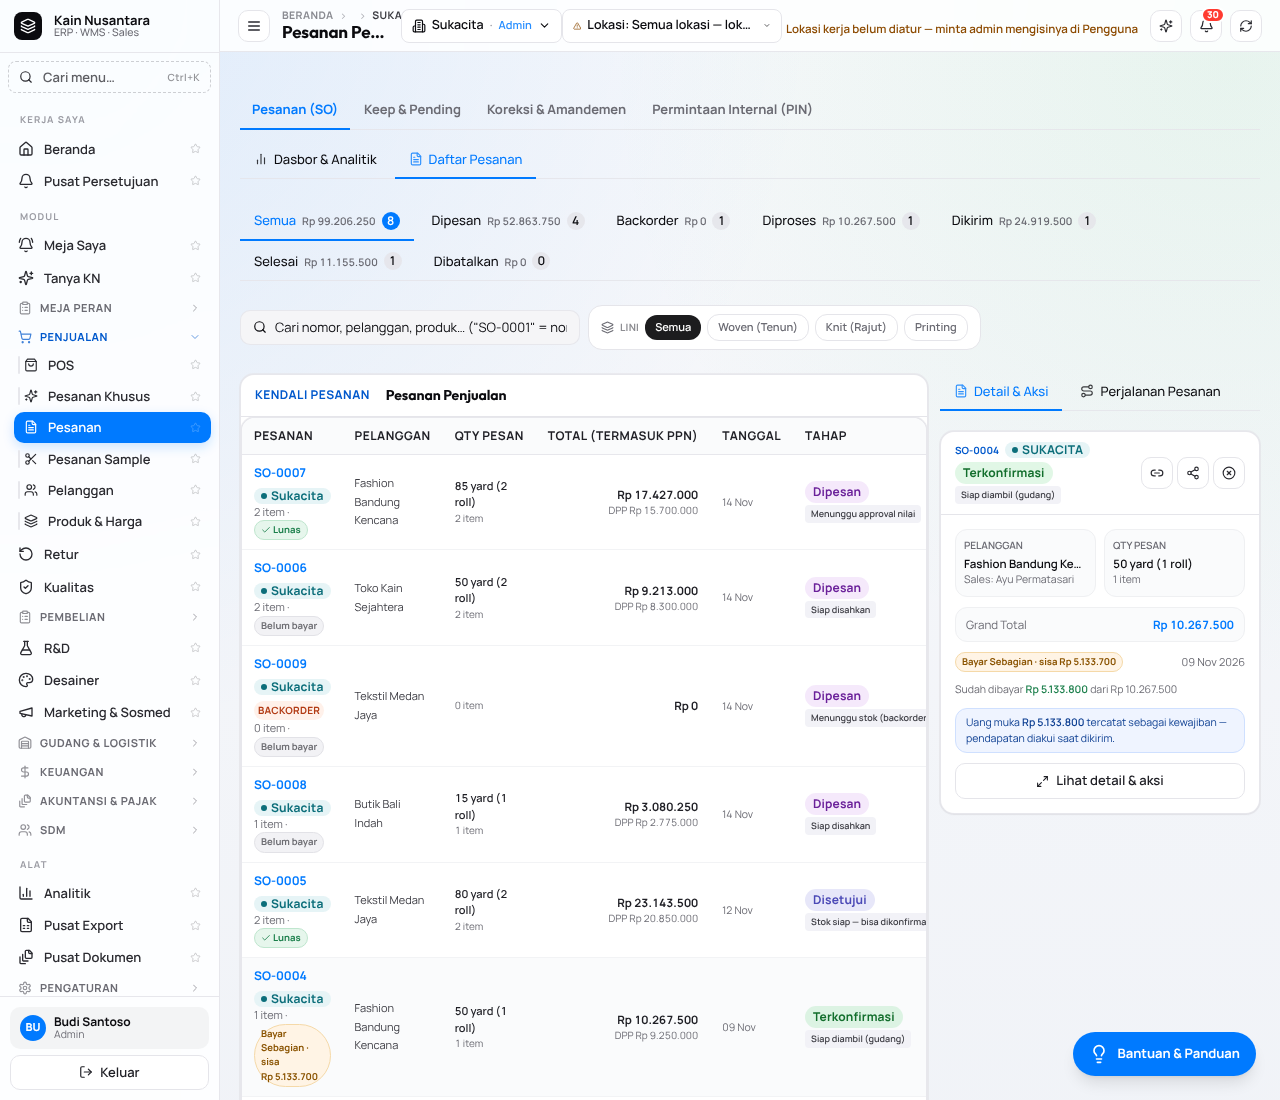 Kain Nusantara
ERP · WMS · Sales
Cari menu...
Ctrl+K
KERJA SAYA
Beranda
Pusat Persetujuan
MODUL
Meja Saya
Tanya KN
MEJA PERAN
PENJUALAN
POS
Pesanan Khusus
Pesanan
Pesanan Sample
Pelanggan
Produk & Harga
Retur
Kualitas
PEMBELIAN
R&D
Desainer
Marketing & Sosmed
GUDANG & LOGISTIK
KEUANGAN
AKUNTANSI & PAJAK
SDM
ALAT
Analitik
Pusat Export
Pusat Dokumen
PENGATURAN
BU
Budi Santoso
Admin
Keluar
BERANDA > > SUKA
Pesanan Pe...
Sukacita · Admin
Lokasi: Semua lokasi — lok...
Lokasi kerja belum diatur — minta admin mengisinya di Pengguna
30
Pesanan (SO)
Keep & Pending
Koreksi & Amandemen
Permintaan Internal (PIN)
Dasbor & Analitik
Daftar Pesanan
Semua Rp 99.206.250 8
Dipesan Rp 52.863.750 4
Backorder Rp 0 1
Diproses Rp 10.267.500 1
Dikirim Rp 24.919.500 1
Selesai Rp 11.155.500 1
Dibatalkan Rp 0 0
Cari nomor, pelanggan, produk... ("SO-0001" = no
LINI
Semua
Woven (Tenun)
Knit (Rajut)
Printing
KENDALI PESANAN
Pesanan Penjualan
PESANAN PELANGGAN QTY PESAN TOTAL (TERMASUK PPN) TANGGAL TAHAP
SO-0007
Sukacita
2 item ·
Lunas
Fashion
Bandung
Kencana
85 yard (2
roll)
2 item
Rp 17.427.000
DPP Rp 15.700.000
14 Nov
Dipesan
Menunggu approval nilai
SO-0006
Sukacita
2 item ·
Belum bayar
Toko Kain
Sejahtera
50 yard (2
roll)
2 item
Rp 9.213.000
DPP Rp 8.300.000
14 Nov
Dipesan
Siap disahkan
SO-0009
Sukacita
BACKORDER
0 item ·
Belum bayar
Tekstil Medan
Jaya
0 item
Rp 0
14 Nov
Dipesan
Menunggu stok (backorder
SO-0008
Sukacita
1 item ·
Belum bayar
Butik Bali
Indah
15 yard (1
roll)
1 item
Rp 3.080.250
DPP Rp 2.775.000
14 Nov
Dipesan
Siap disahkan
SO-0005
Sukacita
2 item ·
Lunas
Tekstil Medan
Jaya
80 yard (2
roll)
2 item
Rp 23.143.500
DPP Rp 20.850.000
12 Nov
Disetujui
Stok siap — bisa dikonfirma
SO-0004
Sukacita
1 item ·
Bayar
Sebagian ·
sisa
Rp 5.133.700
Fashion
Bandung
Kencana
50 yard (1
roll)
1 item
Rp 10.267.500
DPP Rp 9.250.000
09 Nov
Terkonfirmasi
Siap diambil (gudang)
Detail & Aksi
Perjalanan Pesanan
SO-0004
SUKACITA
Terkonfirmasi
Siap diambil (gudang)
PELANGGAN
Fashion Bandung Ke...
Sales: Ayu Permatasari
QTY PESAN
50 yard (1 roll)
1 item
Grand Total
Rp 10.267.500
Bayar Sebagian · sisa Rp 5.133.700
09 Nov 2026
Sudah dibayar Rp 5.133.800 dari Rp 10.267.500
Uang muka Rp 5.133.800 tercatat sebagai kewajiban —
pendapatan diakui saat dikirim.
Lihat detail & aksi
Bantuan & Panduan